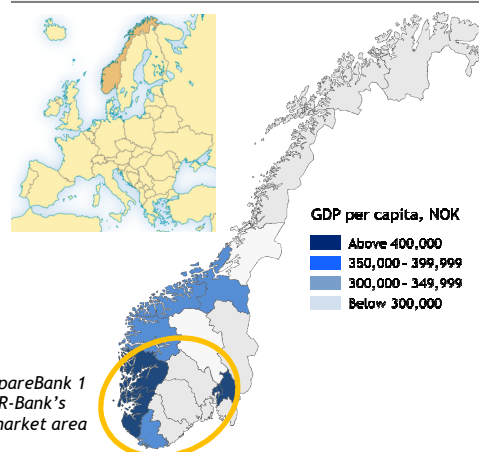 GDP per capita, NOK
Above 400,000
350,000 - 399,999
300,000 - 349,999
Below 300,000
pareBank 1
R-Bank's
market area